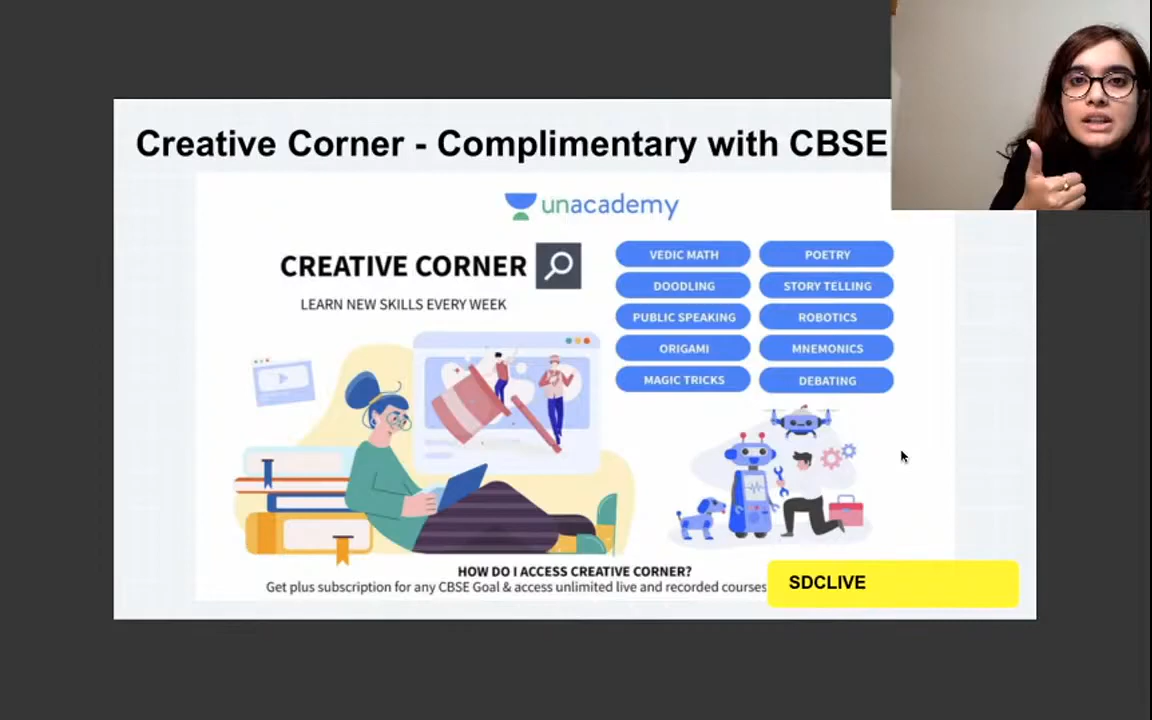 Creative Corner - Complimentary with CBSE
unacademy
CREATIVE CORNER
LEARN NEW SKILLS EVERY WEEK
VEDIC MATH
POETRY
DOODLING
STORY TELLING
PUBLIC SPEAKING
ROBOTICS
ORIGAMI
MNEMONICS
MAGIC TRICKS
DEBATING
HOW DO I ACCESS CREATIVE CORNER?
Get plus subscription for any CBSE Goal & access unlimited live and recorded courses
SDCLIVE